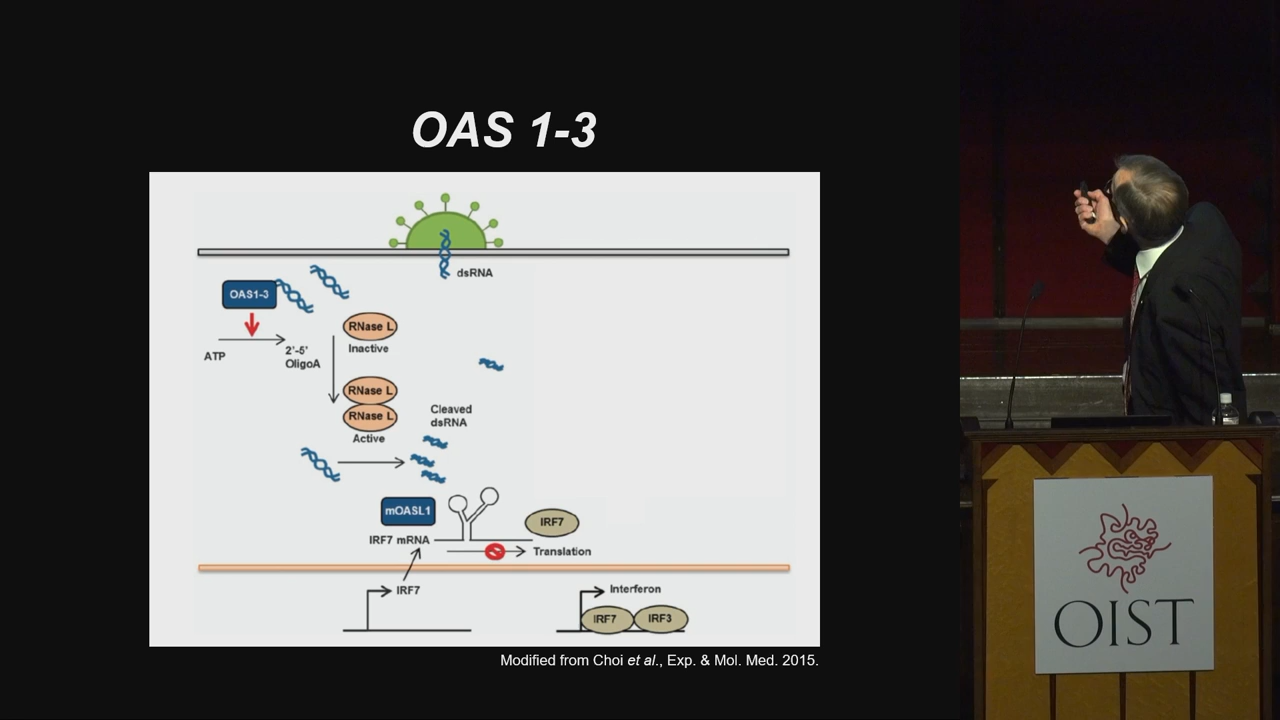 OAS 1-3
dsRNA
OAS1-3
RNase L
Inactive
ATP
2'-5'
OligoA
RNase L
RNase L
Active
Cleaved
dsRNA
mOASL1
IRF7
IRF7 mRNA
Translation
IRF7
Interferon
IRF7
IRF3
Modified from Choi et al., Exp. & Mol. Med. 2015.
OIST